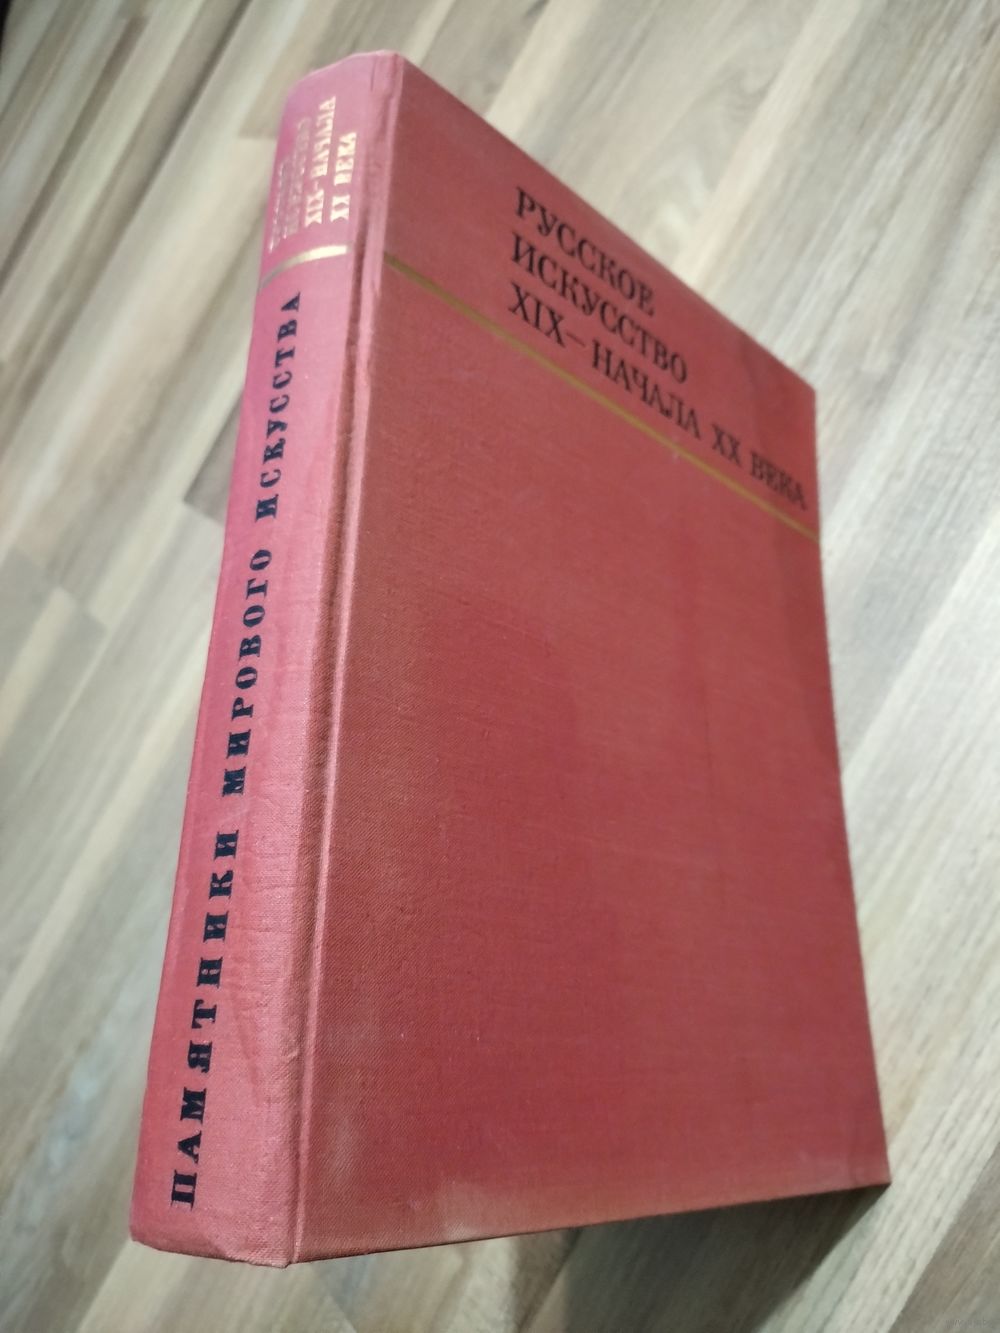 РУССКОЕ
ИСКУССТВО
XIX–НАЧАЛА XX ВЕКА
XIX–НАЧАЛА
XX ВЕКА
ПАМЯТНИКИ МИРОВОГО ИСКУССТВА